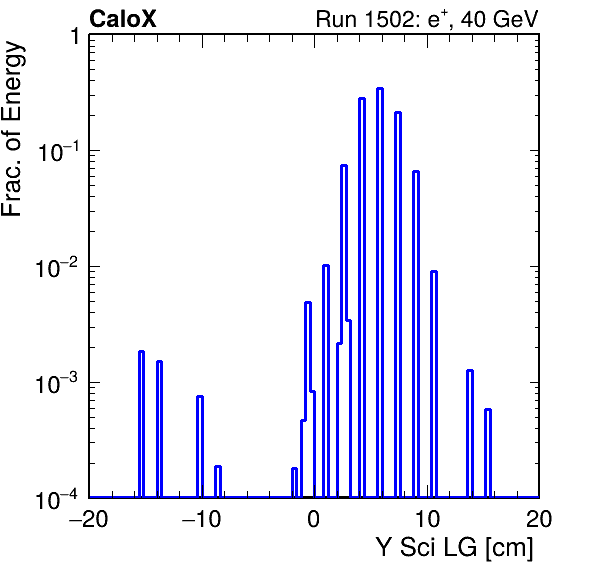 CaloX Run 1502: e⁺, 40 GeV
Frac. of Energy
1
10⁻¹
10⁻²
10⁻³
10⁻⁴
−20 −10 0 10 20
Y Sci LG [cm]